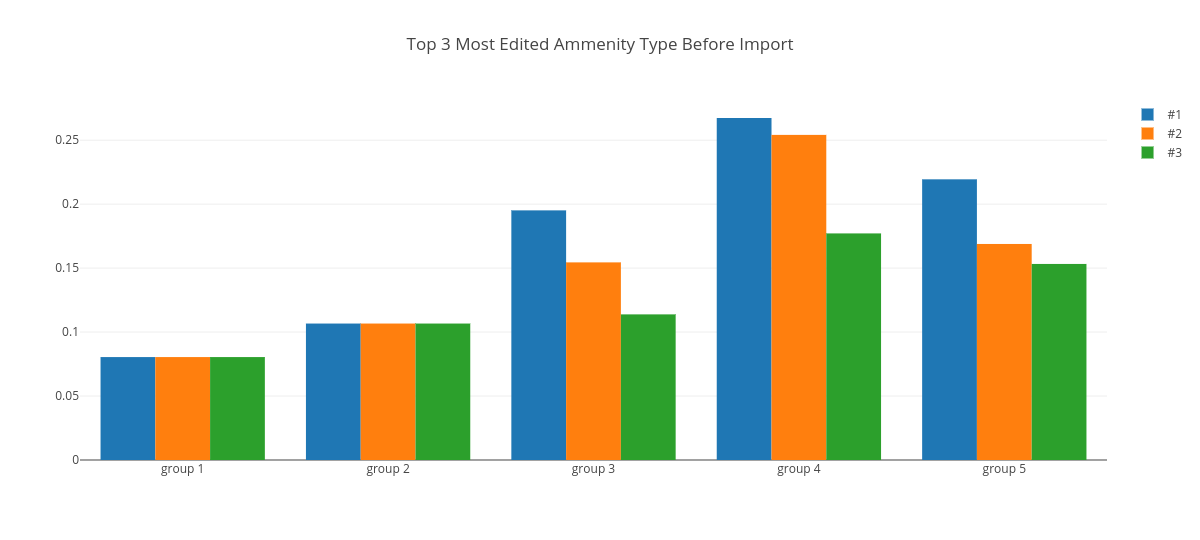 Top 3 Most Edited Ammenity Type Before Import
#1
#2
#3
0.25
0.2
0.15
0.1
0.05
0
group 1
group 2
group 3
group 4
group 5